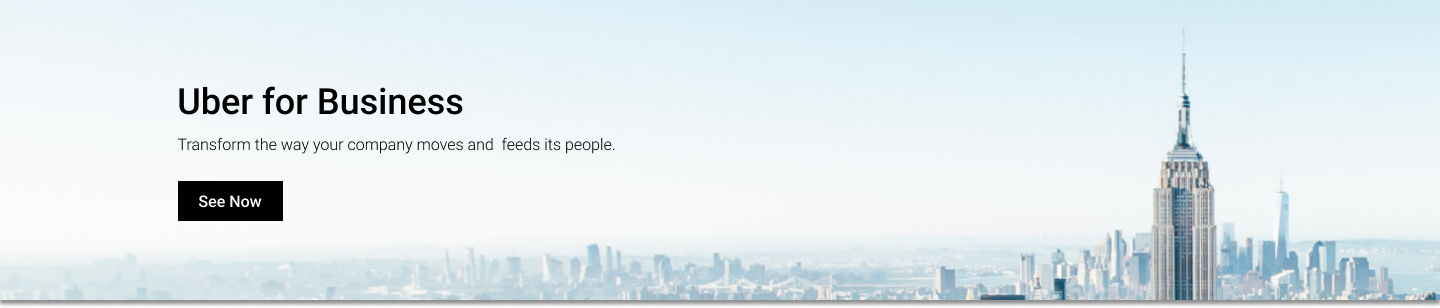 Uber for Business
Transform the way your company moves and  feeds its people.
See Now